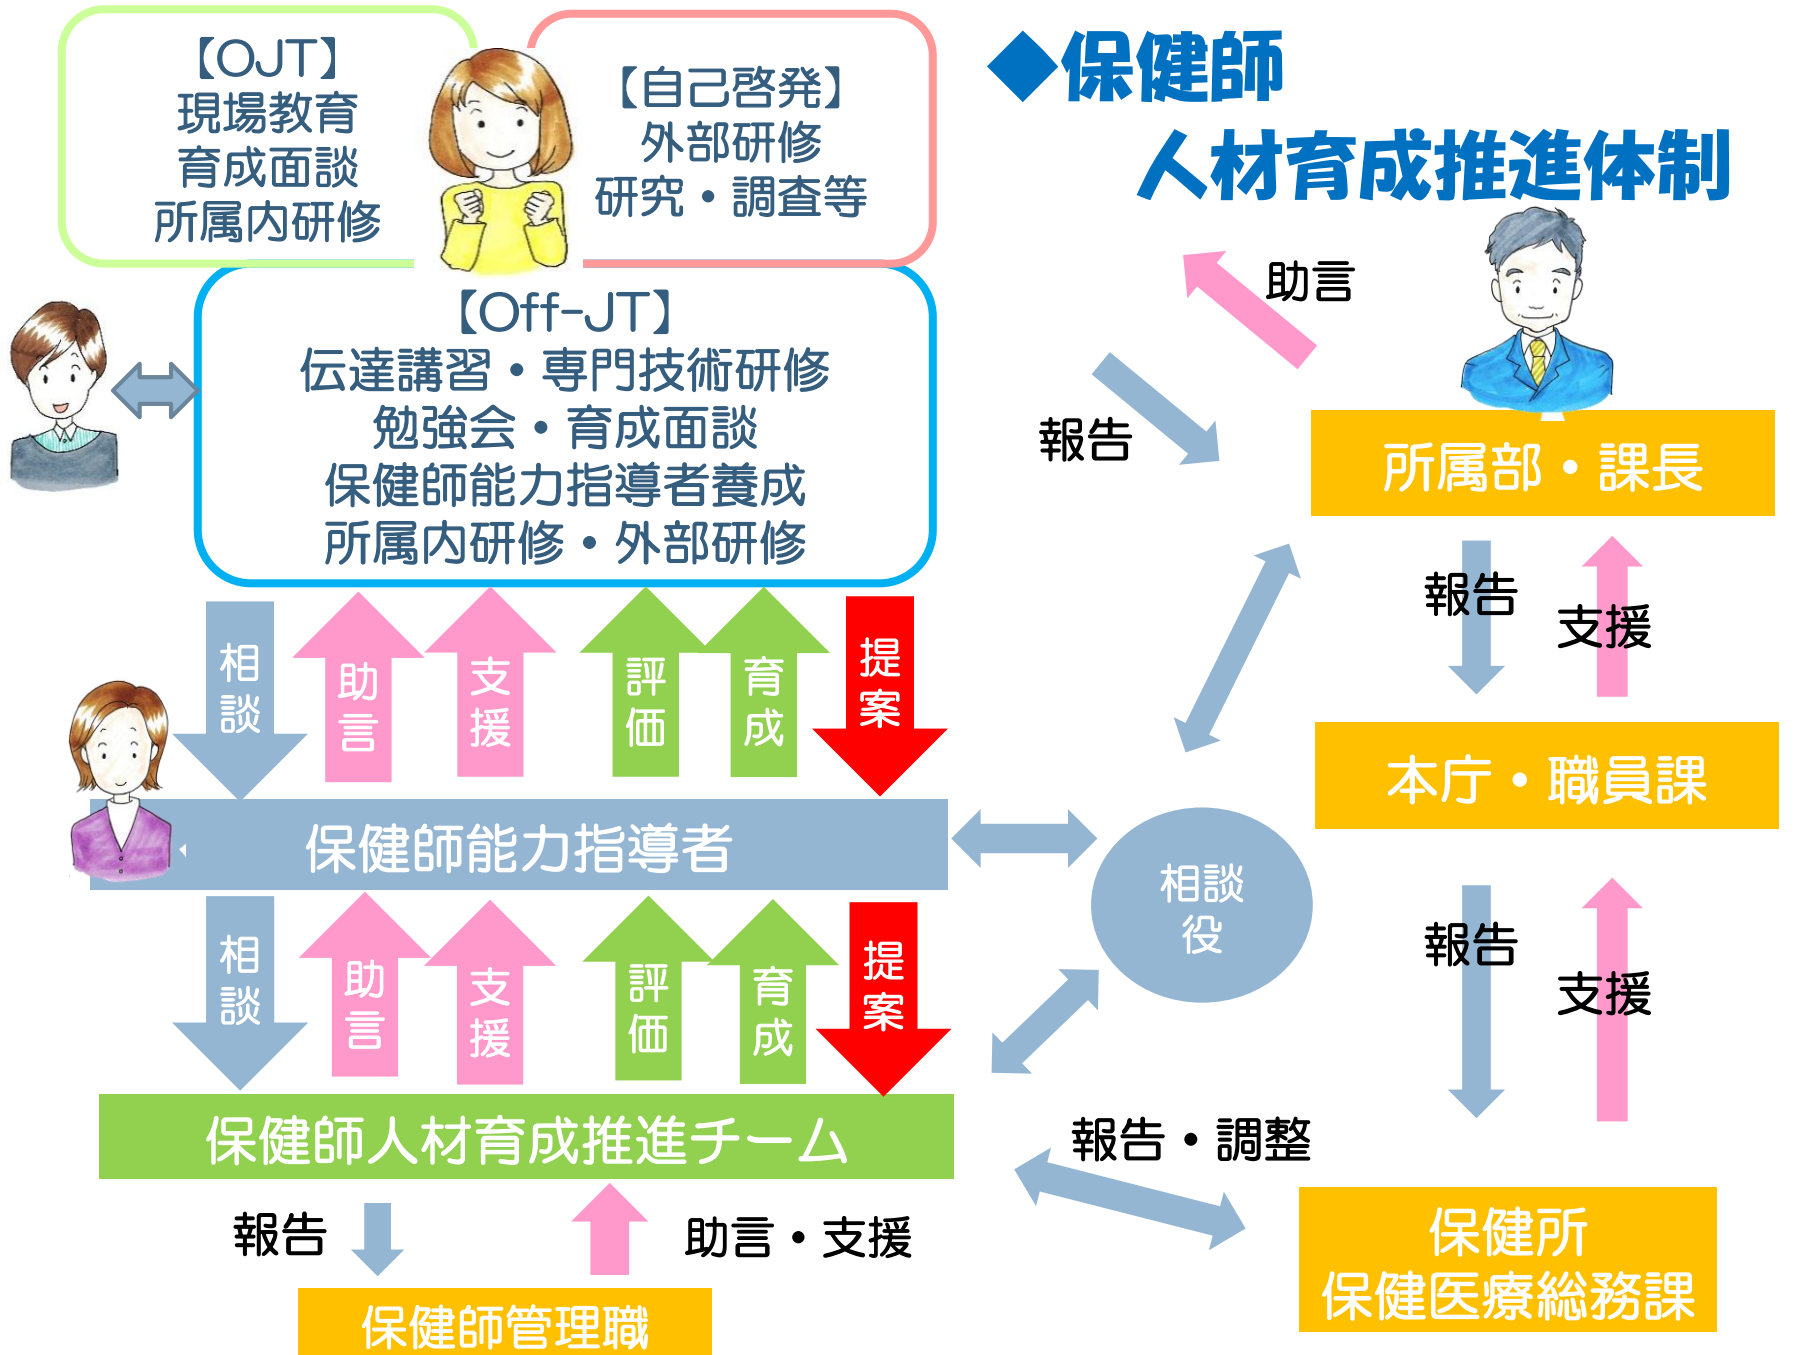 ◆保健師
人材育成推進体制
【OJT】
現場教育
育成面談
所属内研修
【自己啓発】
外部研修
研究・調査等
【Off-JT】
伝達講習・専門技術研修
勉強会・育成面談
保健師能力指導者養成
所属内研修・外部研修
相談
助言
支援
評価
育成
提案
保健師能力指導者
相談
助言
支援
評価
育成
提案
保健師人材育成推進チーム
報告
助言・支援
保健師管理職
助言
報告
所属部・課長
報告
支援
本庁・職員課
相談
役
報告
支援
報告・調整
保健所
保健医療総務課